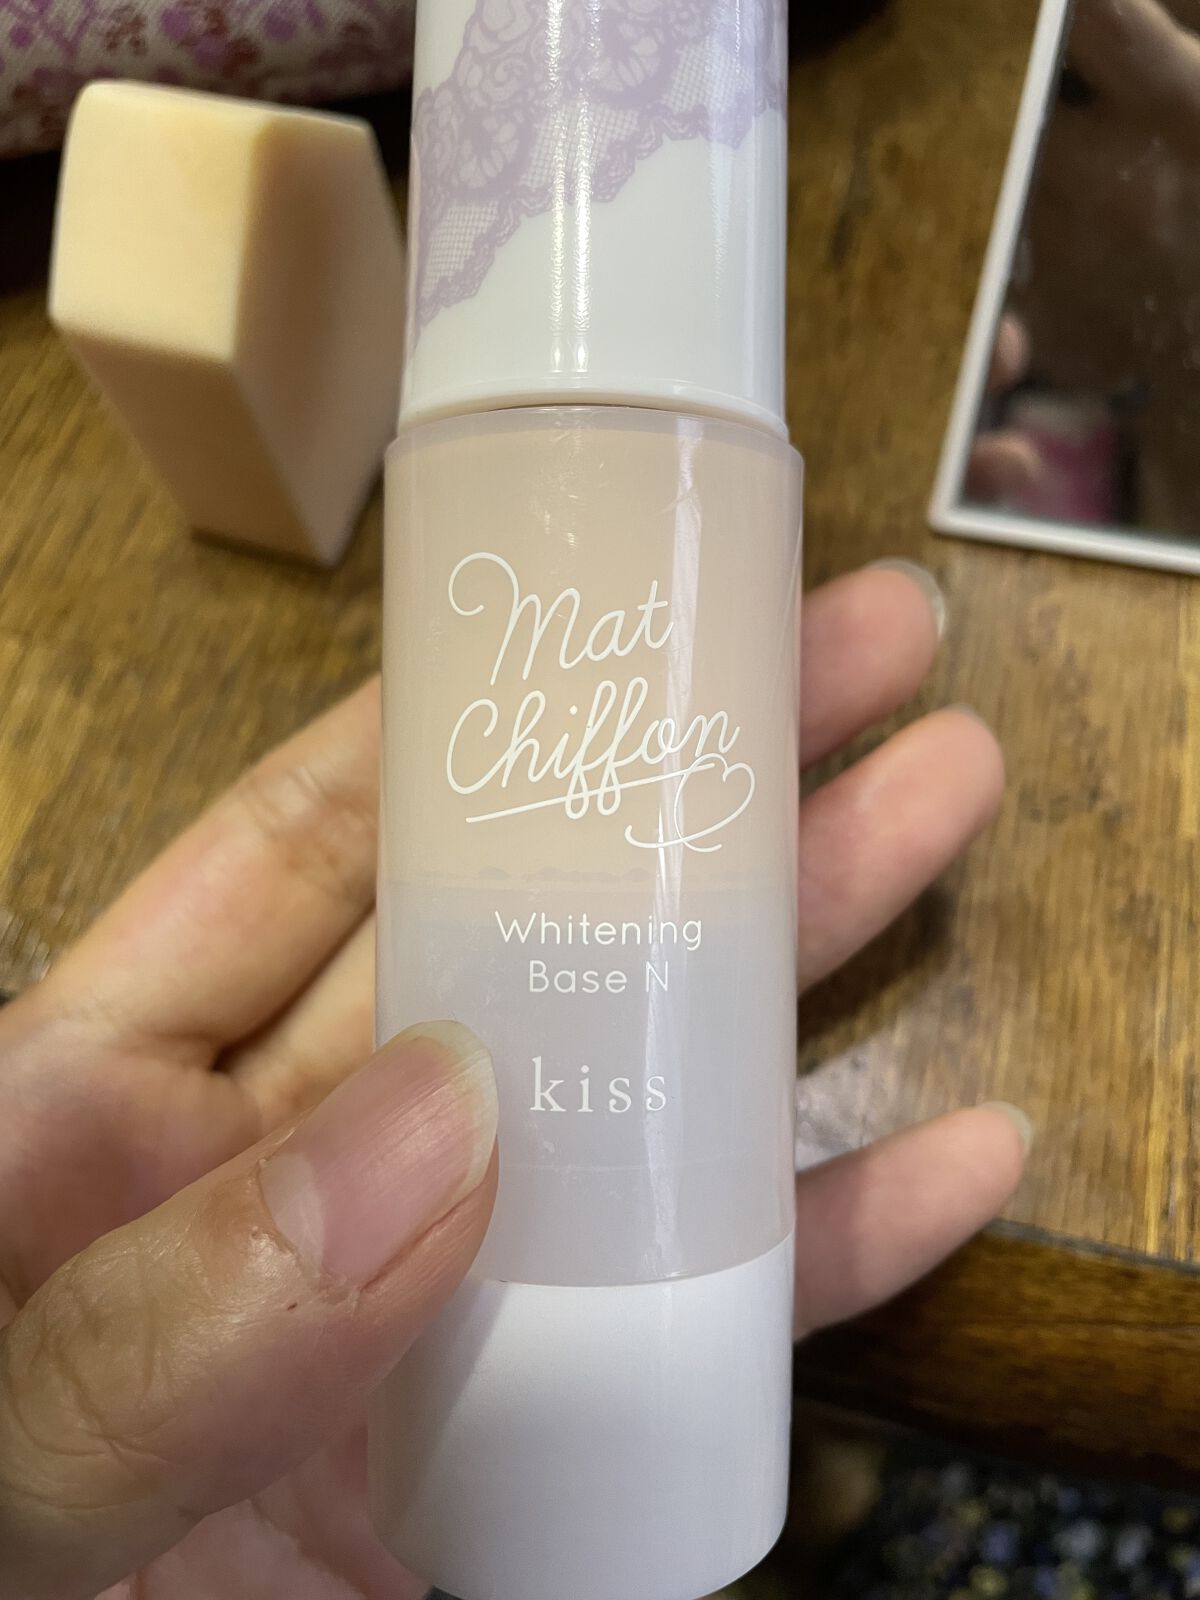 Mat
Chiffon
Whitening
Base N
kiss